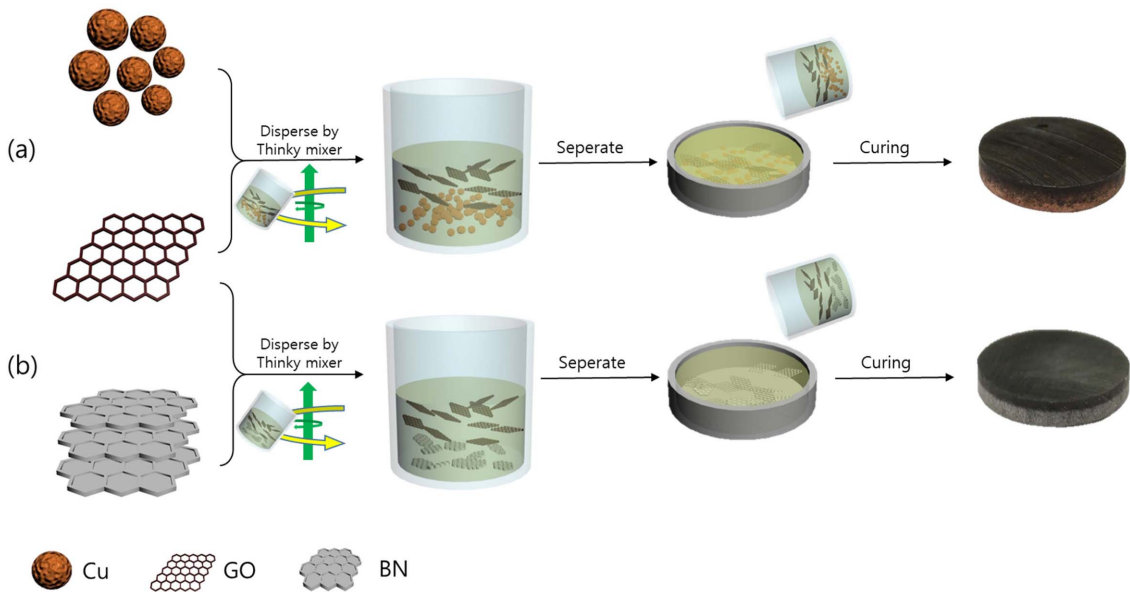 (a)
Disperse by
Thinky mixer
Seperate
Curing
(b)
Disperse by
Thinky mixer
Seperate
Curing
Cu
GO
BN